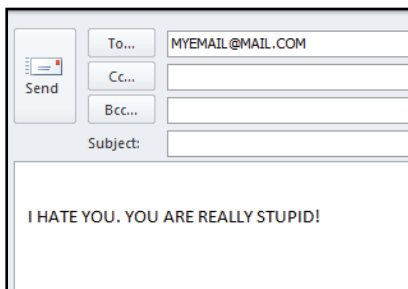 To... MYEMAIL@MAIL.COM
Cc...
Send
Bcc...
Subject:
I HATE YOU. YOU ARE REALLY STUPID!